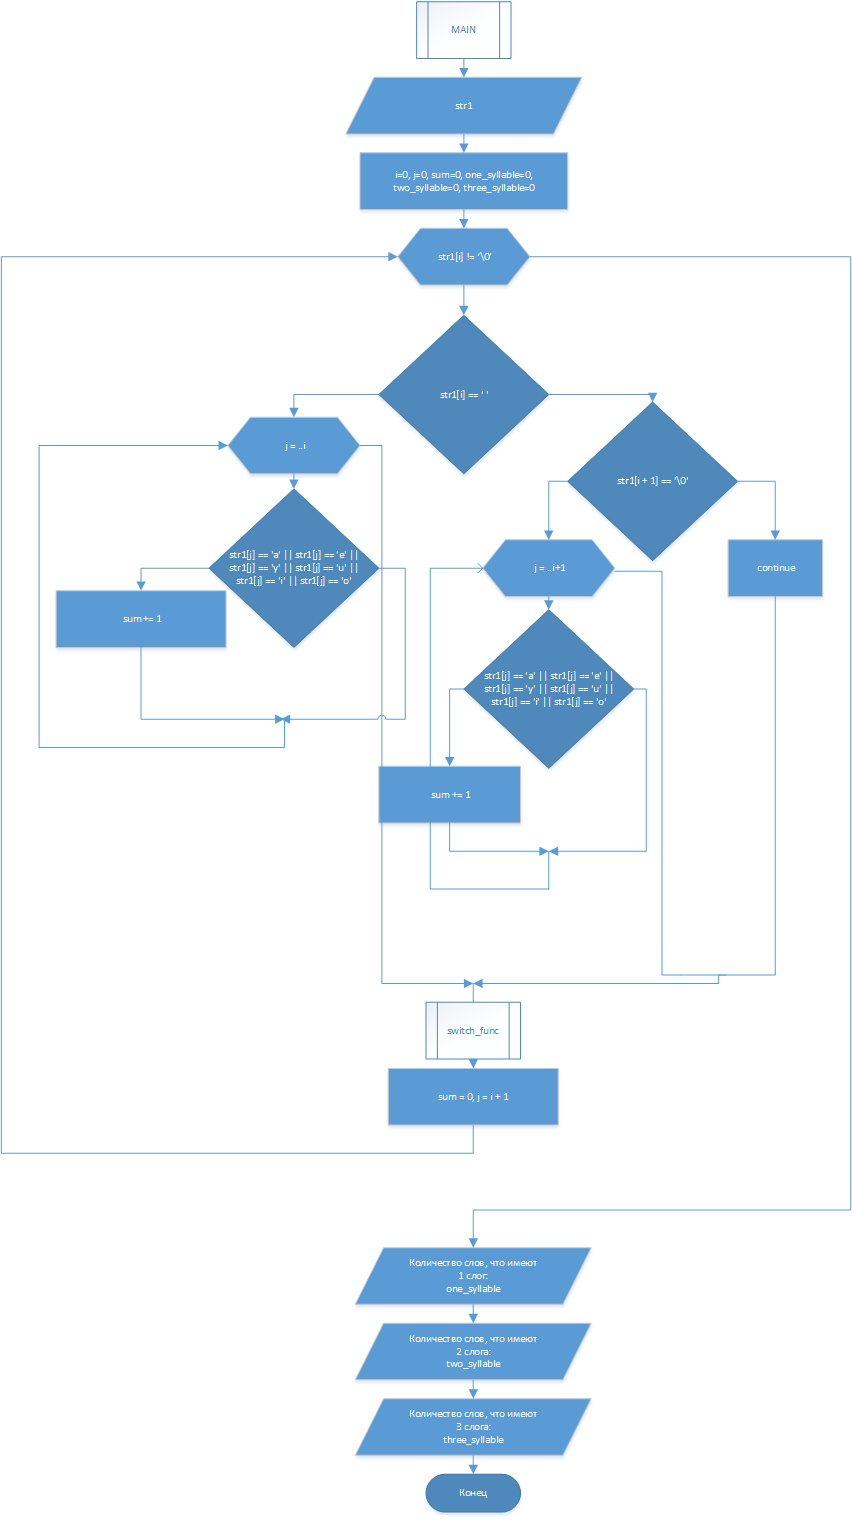 MAIN
str1
i=0, j=0, sum=0, one_syllable=0,
two_syllable=0, three_syllable=0
str1[i] != '\0'
str1[i] == ' '
j = ..i
str1[i + 1] == '\0'
str1[j] == 'a' || str1[j] == 'e' ||
str1[j] == 'y' || str1[j] == 'u' ||
str1[j] == 'i' || str1[j] == 'o'
j = ..i+1
continue
sum += 1
str1[j] == 'a' || str1[j] == 'e' ||
str1[j] == 'y' || str1[j] == 'u' ||
str1[j] == 'i' || str1[j] == 'o'
sum += 1
switch_func
sum = 0, j = i + 1
Количество слов, что имеют
1 слог:
one_syllable
Количество слов, что имеют
2 слога:
two_syllable
Количество слов, что имеют
3 слога:
three_syllable
Конец